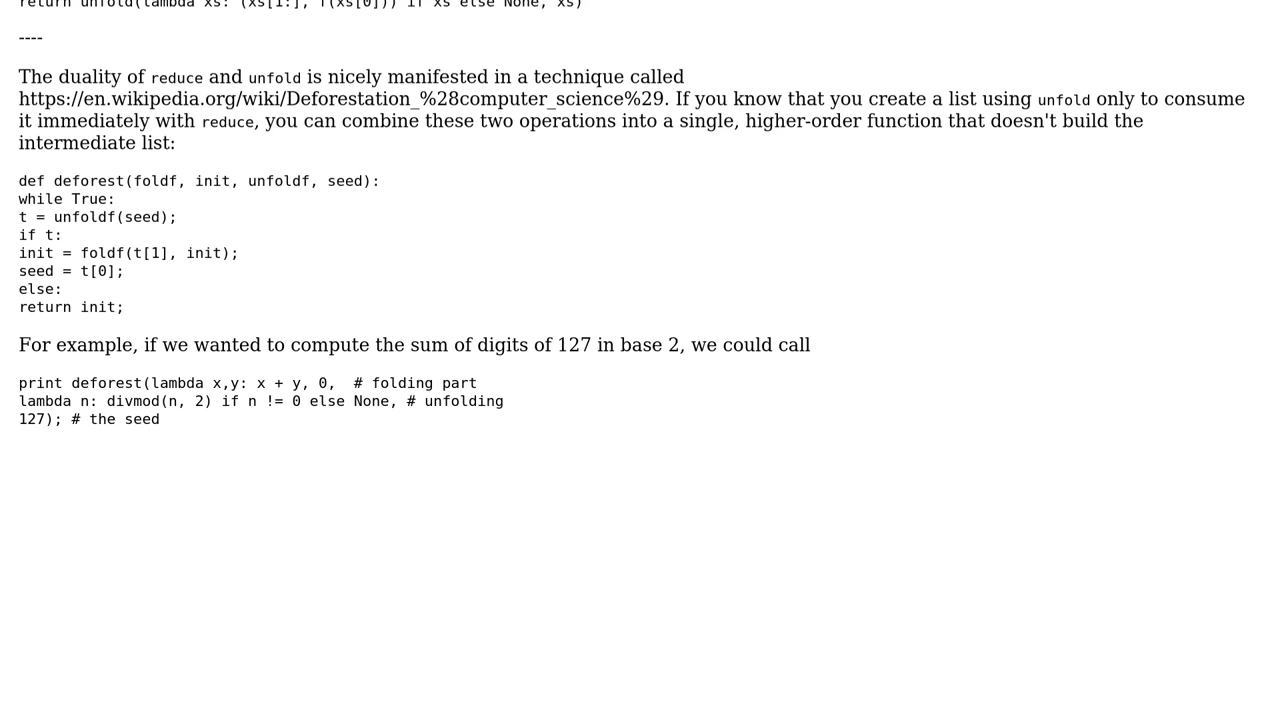 return unfold(lambda xs: (xs[1:], f(xs[0])) if xs else None, xs)
----
The duality of reduce and unfold is nicely manifested in a technique called
https://en.wikipedia.org/wiki/Deforestation_%28computer_science%29. If you know that you create a list using unfold only to consume
it immediately with reduce, you can combine these two operations into a single, higher-order function that doesn't build the
intermediate list:
def deforest(foldf, init, unfoldf, seed):
while True:
t = unfoldf(seed);
if t:
init = foldf(t[1], init);
seed = t[0];
else:
return init;
For example, if we wanted to compute the sum of digits of 127 in base 2, we could call
print deforest(lambda x,y: x + y, 0,  # folding part
lambda n: divmod(n, 2) if n != 0 else None, # unfolding
127); # the seed